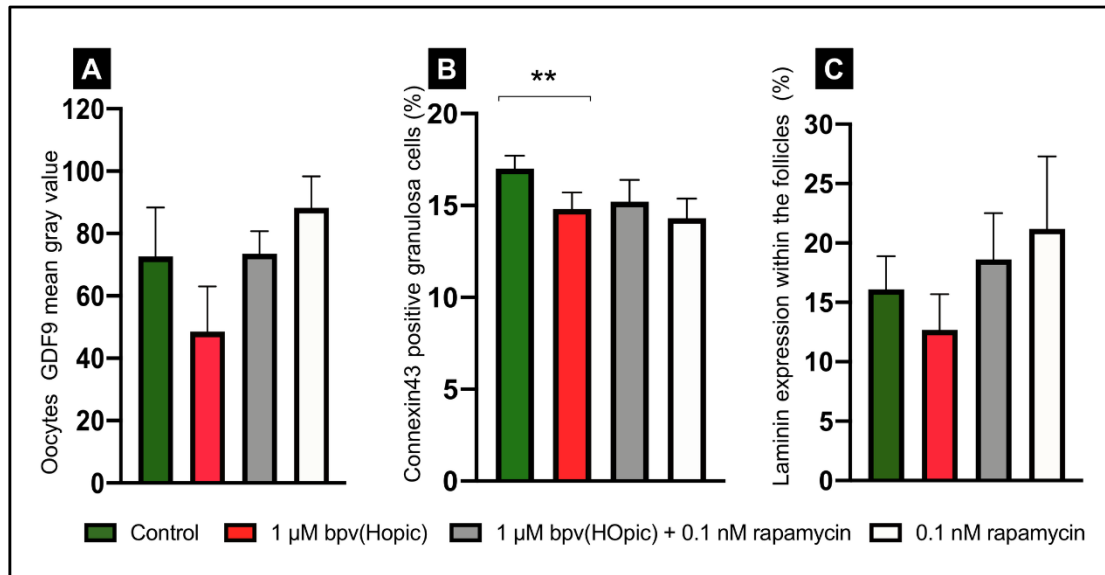 A
Oocytes GDF9 mean gray value
120
100
80
60
40
20
0
B
**
Connexin43 positive granulosa cells (%)
20
15
15
10
5
0
C
Laminin expression within the follicles (%)
30
25
20
15
10
5
0
Control
1 µM bpv(Hopic)
1 µM bpv(HOpic) + 0.1 nM rapamycin
0.1 nM rapamycin